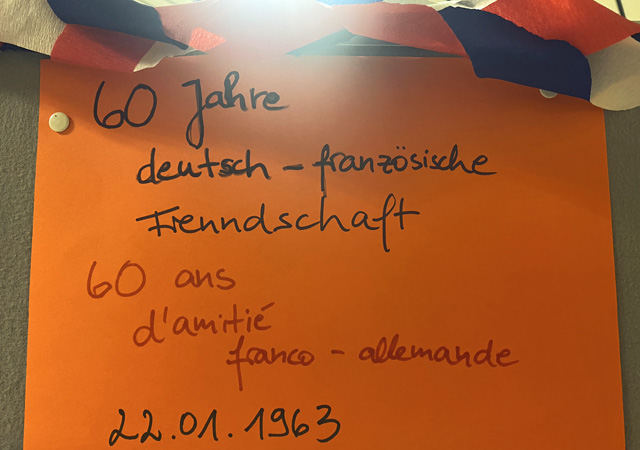 60 Jahre
deutsch - französische
Freundschaft
60 ans
d'amitié
franco - allemande
22.01.1963